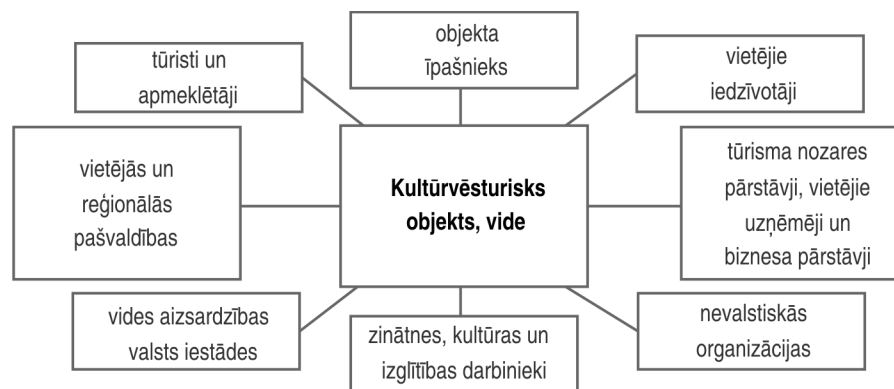 objekta
īpašnieks
tūristi un
apmeklētāji
vietējie
iedzīvotāji
vietējās un
reģionālās
pašvaldības
Kultūrvēsturisks
objekts, vide
tūrisma nozares
pārstāvji, vietējie
uzņēmēji un
biznesa pārstāvji
vides aizsardzības
valsts iestādes
zinātnes, kultūras un
izglītības darbinieki
nevalstiskās
organizācijas